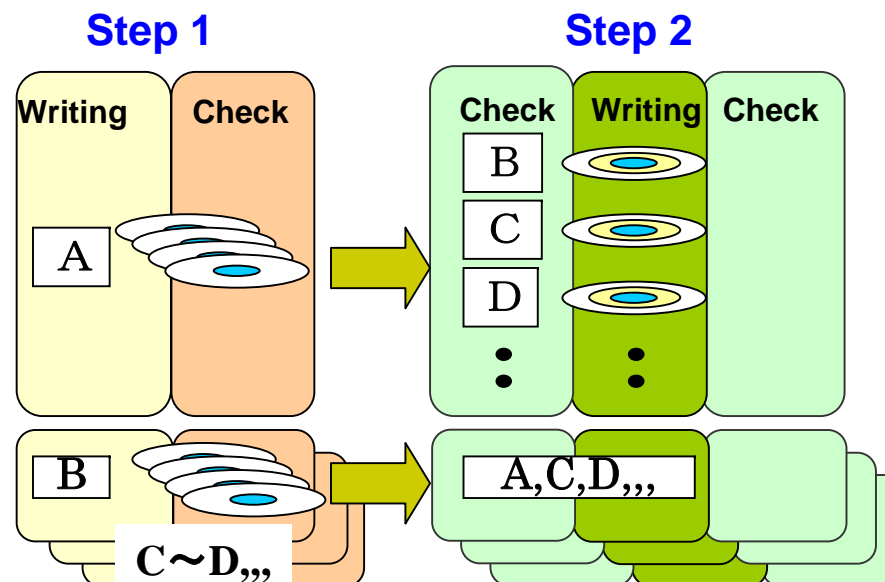 Step 1
Step 2
Writing Check
Check Writing Check
A
B
C
D
B
A,C,D,,,
C～D,,,